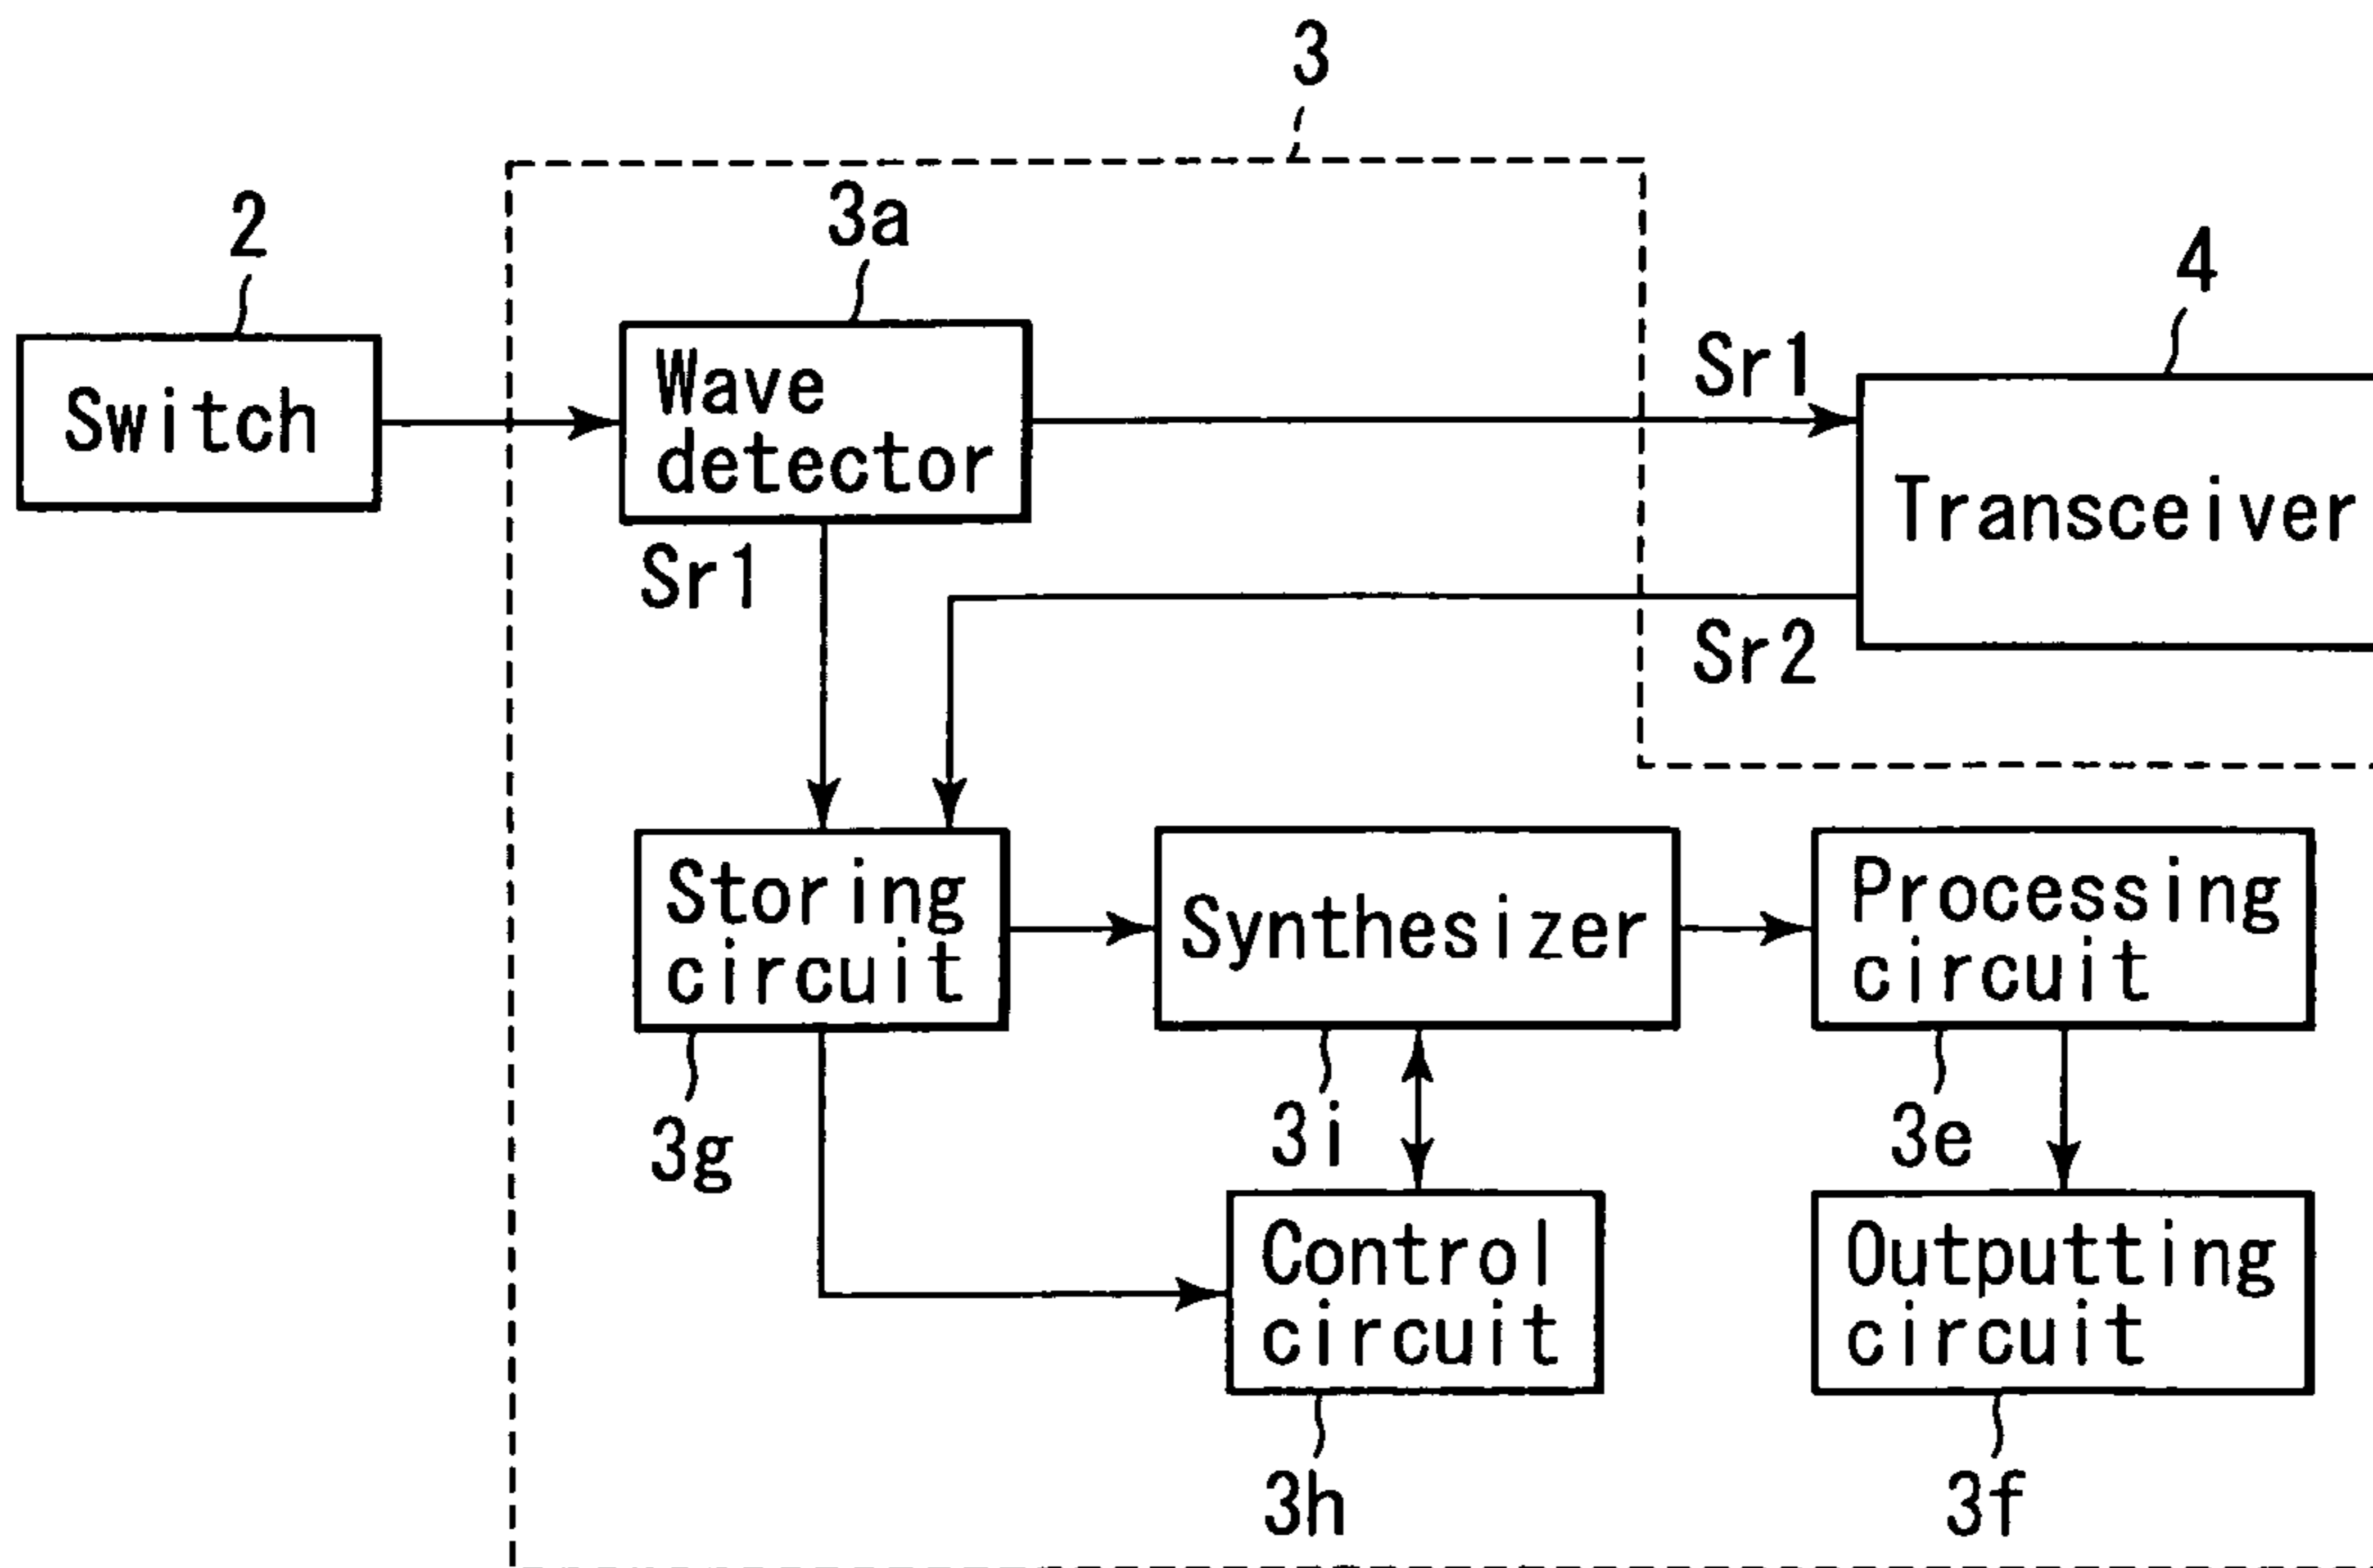 3
2
3a
4
Switch
Wave
detector
Sr1
Transceiver
Sr1
Sr2
Storing
circuit
Synthesizer
Processing
circuit
3g
3i
3e
Control
circuit
Outputting
circuit
3h
3f